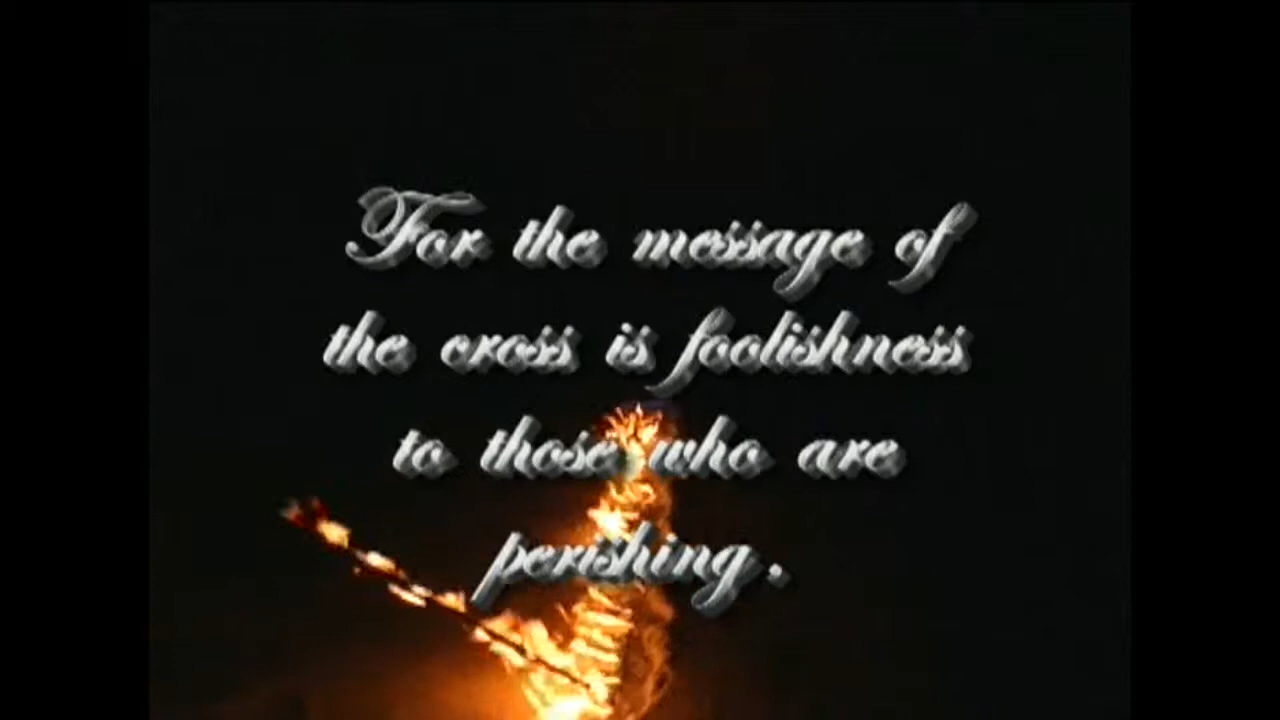 For the message of
the cross is foolishness
to those who are
perishing.